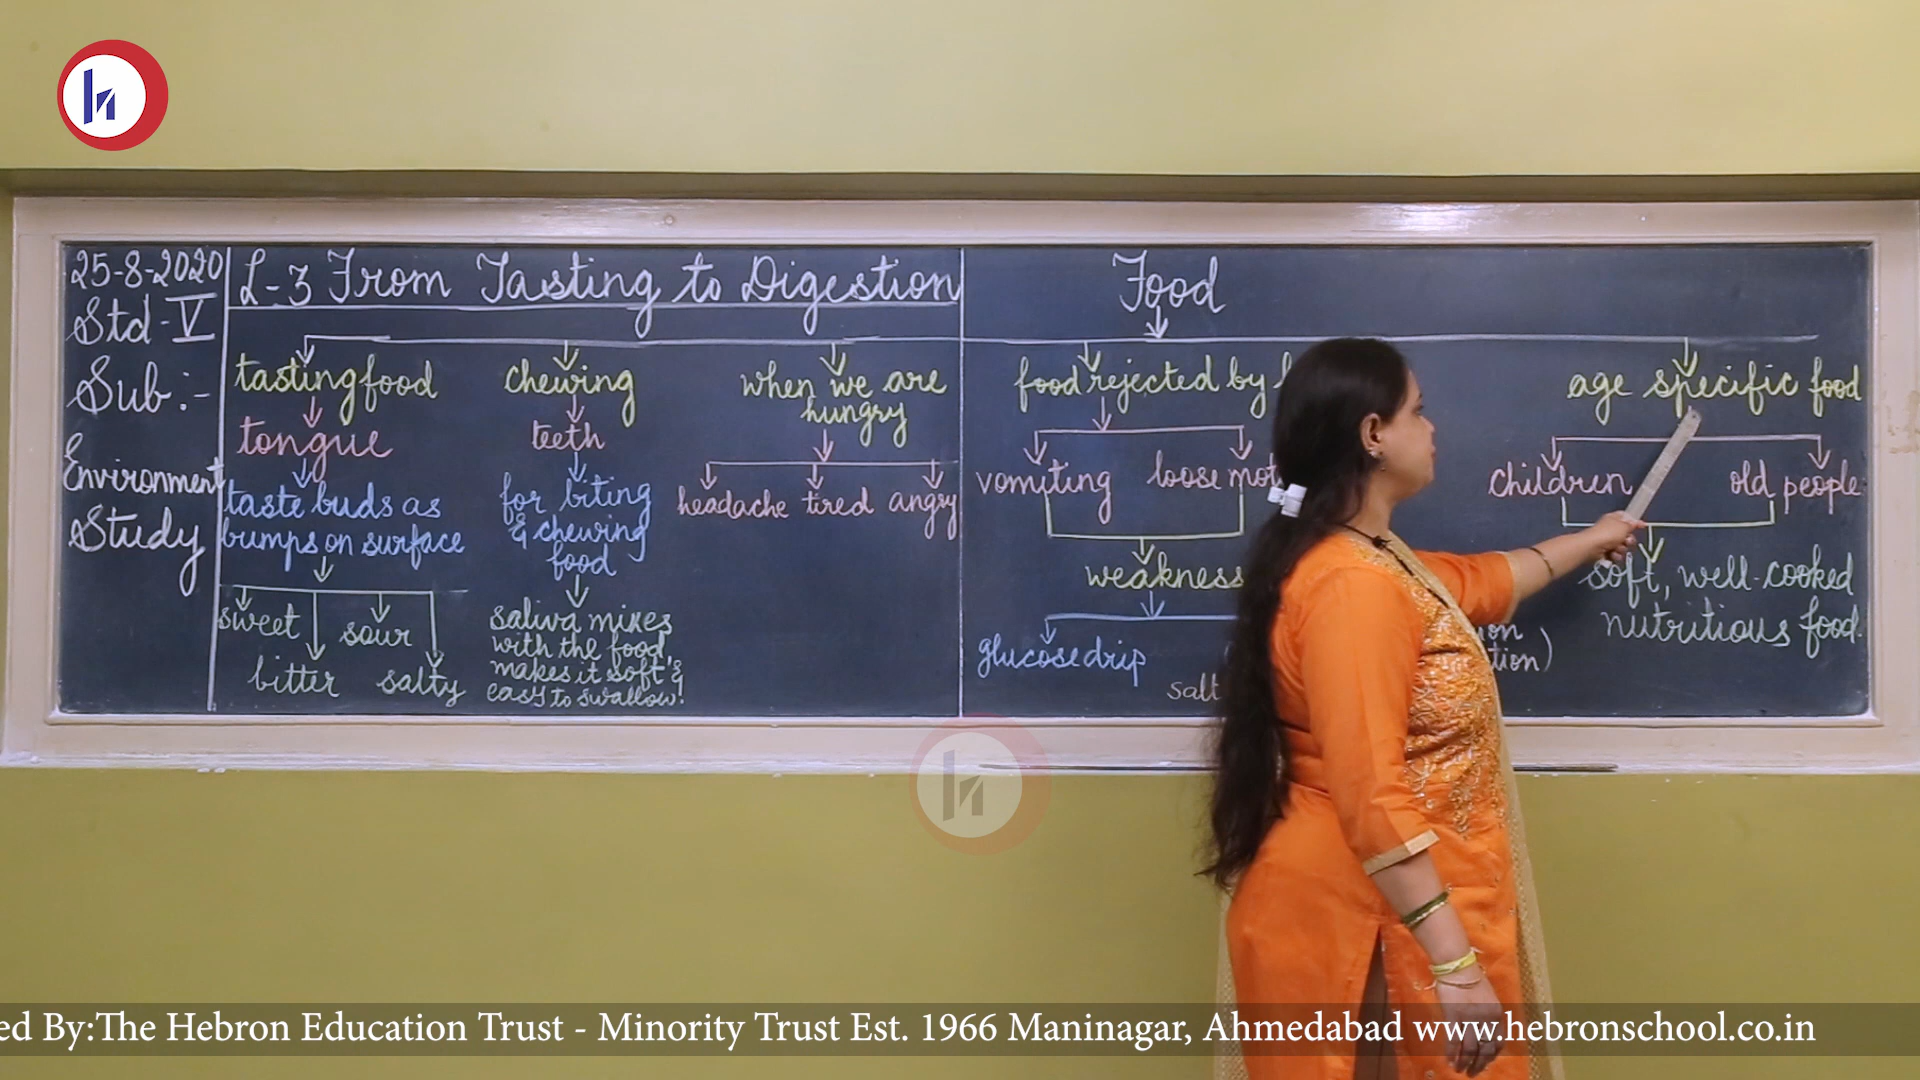 25-8-2020
Std-V
Sub:-
Environment
Study
L-3 From Tasting to Digestion
Food
tasting food
tongue
taste buds as
bumps on surface
sweet
sour
bitter
salty
chewing
teeth
for biting
& chewing
food
saliva mixes
with the food,
makes it soft &
easy to swallow!
when we are
hungry
headache tired angry
food rejected by
vomiting
loose
weakness
glucose drip
salt
age specific food
children
old people
soft, well-cooked
nutritious food.
By:The Hebron Education Trust - Minority Trust Est. 1966 Maninagar, Ahmedabad www.hebronschool.co.in